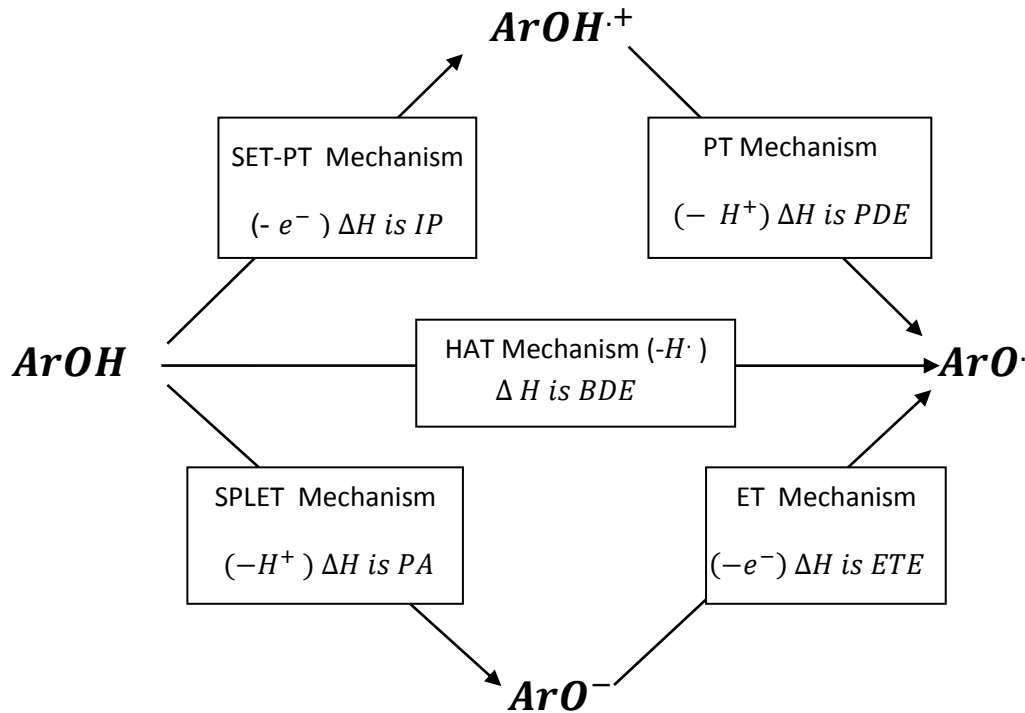 ArOH·+
SET-PT Mechanism
(- e⁻ ) ΔH is IP
PT Mechanism
(− H⁺) ΔH is PDE
ArOH
HAT Mechanism (-H· )
Δ H is BDE
ArO·
SPLET Mechanism
(−H⁺ ) ΔH is PA
ET Mechanism
(−e⁻) ΔH is ETE
ArO⁻